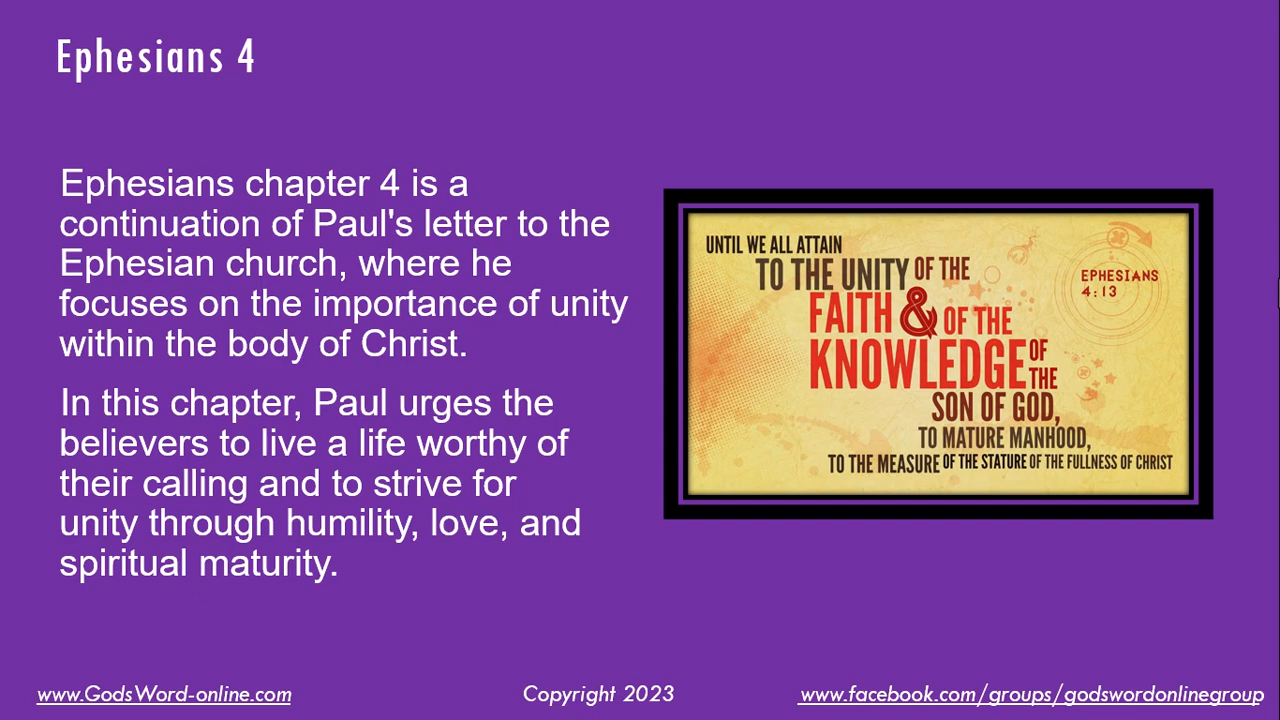 Ephesians 4
Ephesians chapter 4 is a
continuation of Paul's letter to the
Ephesian church, where he
focuses on the importance of unity
within the body of Christ.
In this chapter, Paul urges the
believers to live a life worthy of
their calling and to strive for
unity through humility, love, and
spiritual maturity.
UNTIL WE ALL ATTAIN
TO THE UNITY OF THE
FAITH & OF THE
KNOWLEDGE OF THE
SON OF GOD,
TO MATURE MANHOOD,
TO THE MEASURE OF THE STATURE OF THE FULLNESS OF CHRIST
EPHESIANS
4:13
www.GodsWord-online.com
Copyright 2023
www.facebook.com/groups/godswordonlinegroup